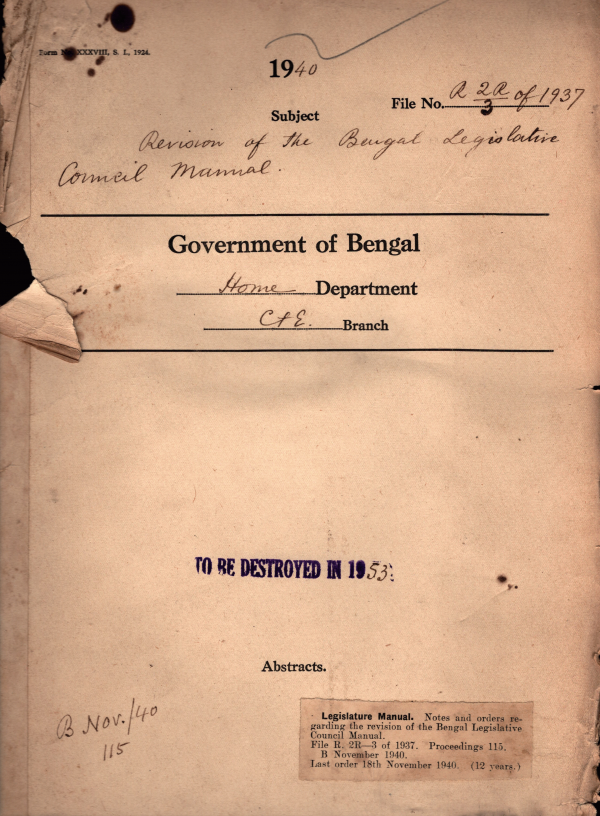 Form No. XXXVIII, S. I., 1924.
1940
File No. R 2R/3 of 1937
Subject
Revision of the Bengal Legislative
Council Manual.
Government of Bengal
Home Department
C & E. Branch
TO BE DESTROYED IN 1953
Abstracts.
B Nov./40
115
Legislature Manual. Notes and orders re-
garding the revision of the Bengal Legislative
Council Manual.
File R. 2R—3 of 1937. Proceedings 115.
B November 1940.
Last order 18th November 1940. (12 years.)